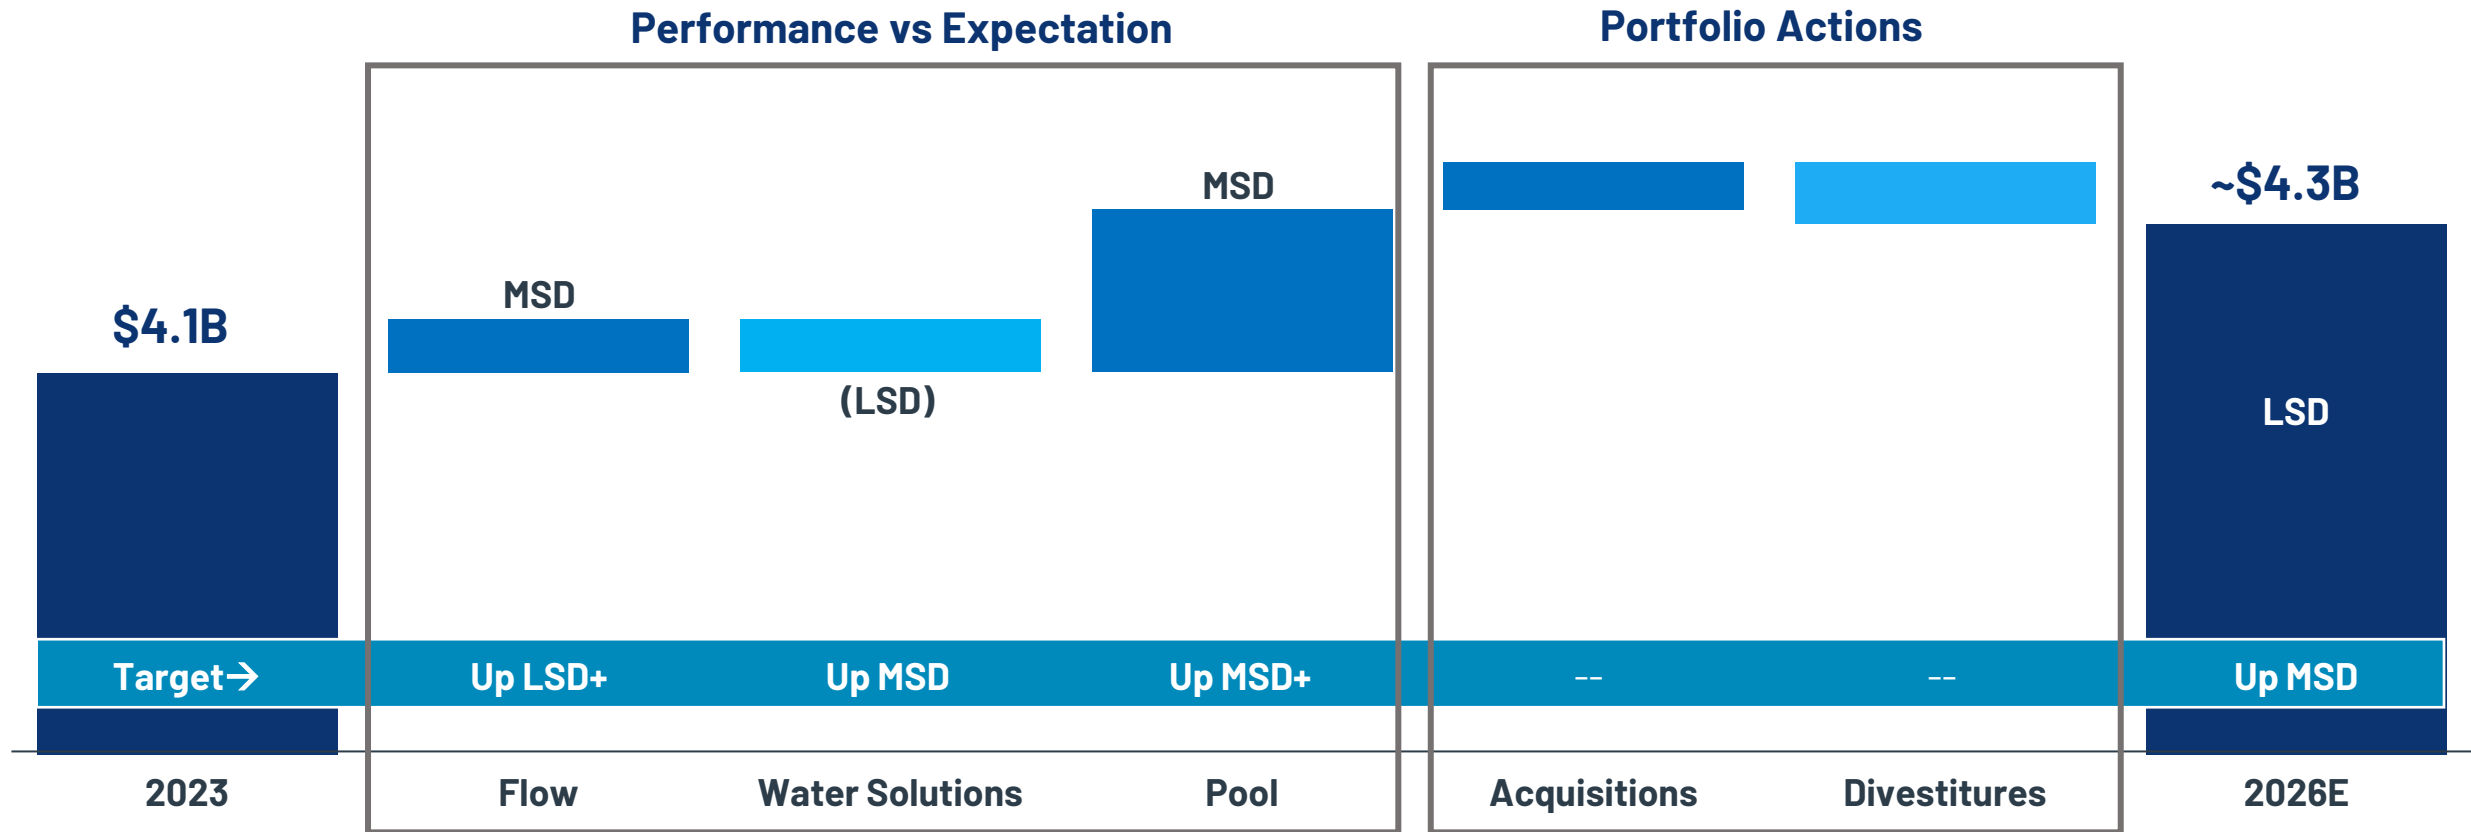 Performance vs Expectation
Portfolio Actions
$4.1B
MSD
(LSD)
MSD
~$4.3B
LSD
Target→
Up LSD+
Up MSD
Up MSD+
--
--
Up MSD
2023
Flow
Water Solutions
Pool
Acquisitions
Divestitures
2026E